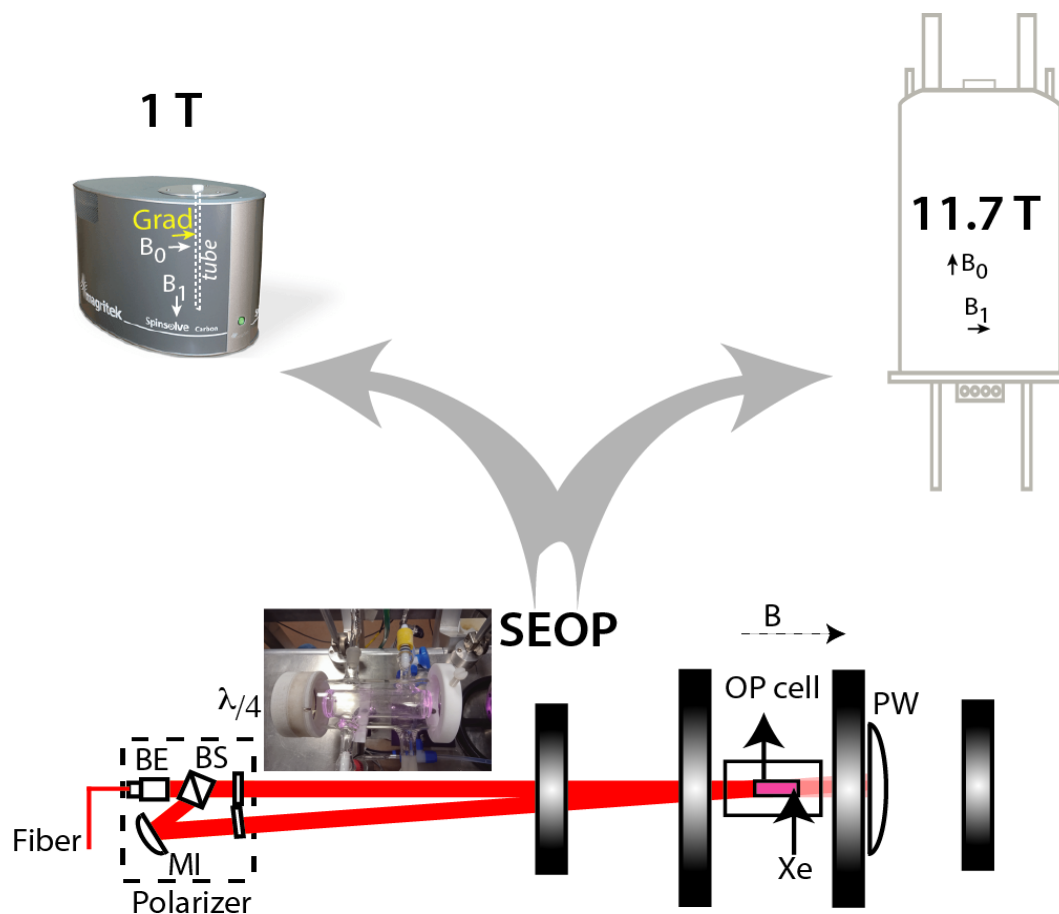 1 T
Grad
B0
tube
B1
magritek
Spinsolve Carbon
11.7 T
B0
B1
SEOP
B
OP cell
PW
λ/4
BE
BS
Fiber
MI
Xe
Polarizer